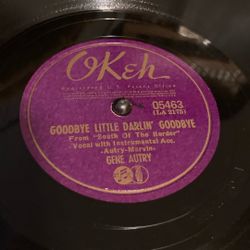 OKeh
Registered U.S. Patent Office
05463
(LA 2175)
GOODBYE LITTLE DARLIN' GOODBYE
From "South Of The Border"
Vocal with Instrumental Acc.
-Autry-Marvin-
GENE AUTRY